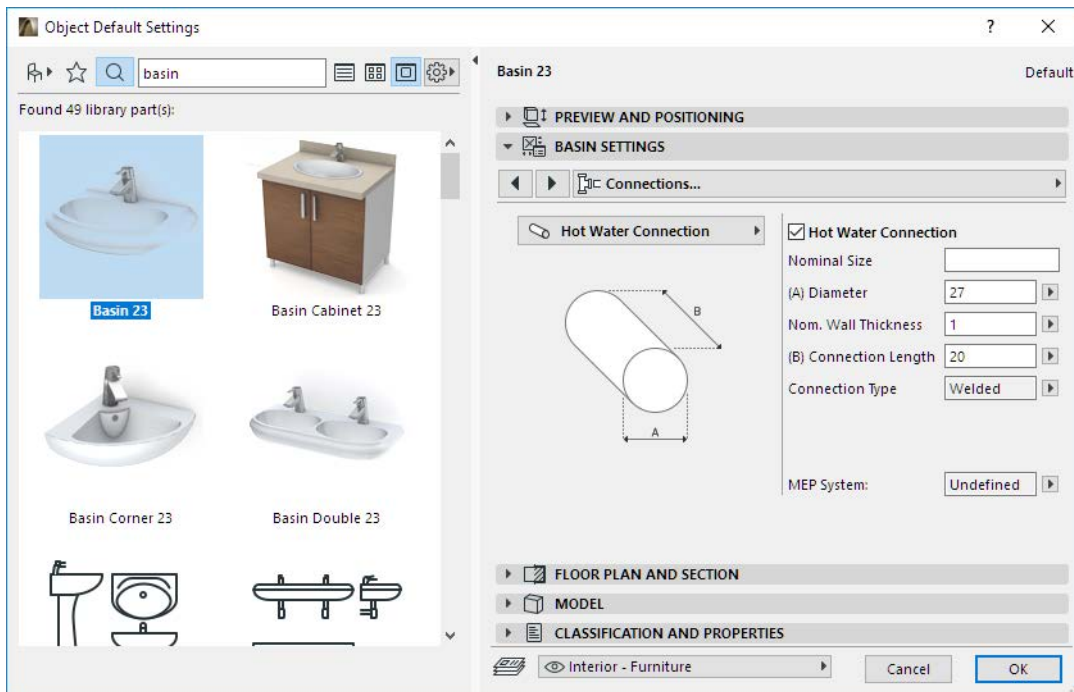 Object Default Settings
basin
Found 49 library part(s):
Basin 23
Basin Cabinet 23
Basin Corner 23
Basin Double 23
Basin 23
Default
PREVIEW AND POSITIONING
BASIN SETTINGS
Connections...
Hot Water Connection
A
B
Hot Water Connection
Nominal Size
(A) Diameter 27
Nom. Wall Thickness 1
(B) Connection Length 20
Connection Type Welded
MEP System: Undefined
FLOOR PLAN AND SECTION
MODEL
CLASSIFICATION AND PROPERTIES
Interior - Furniture
Cancel
OK